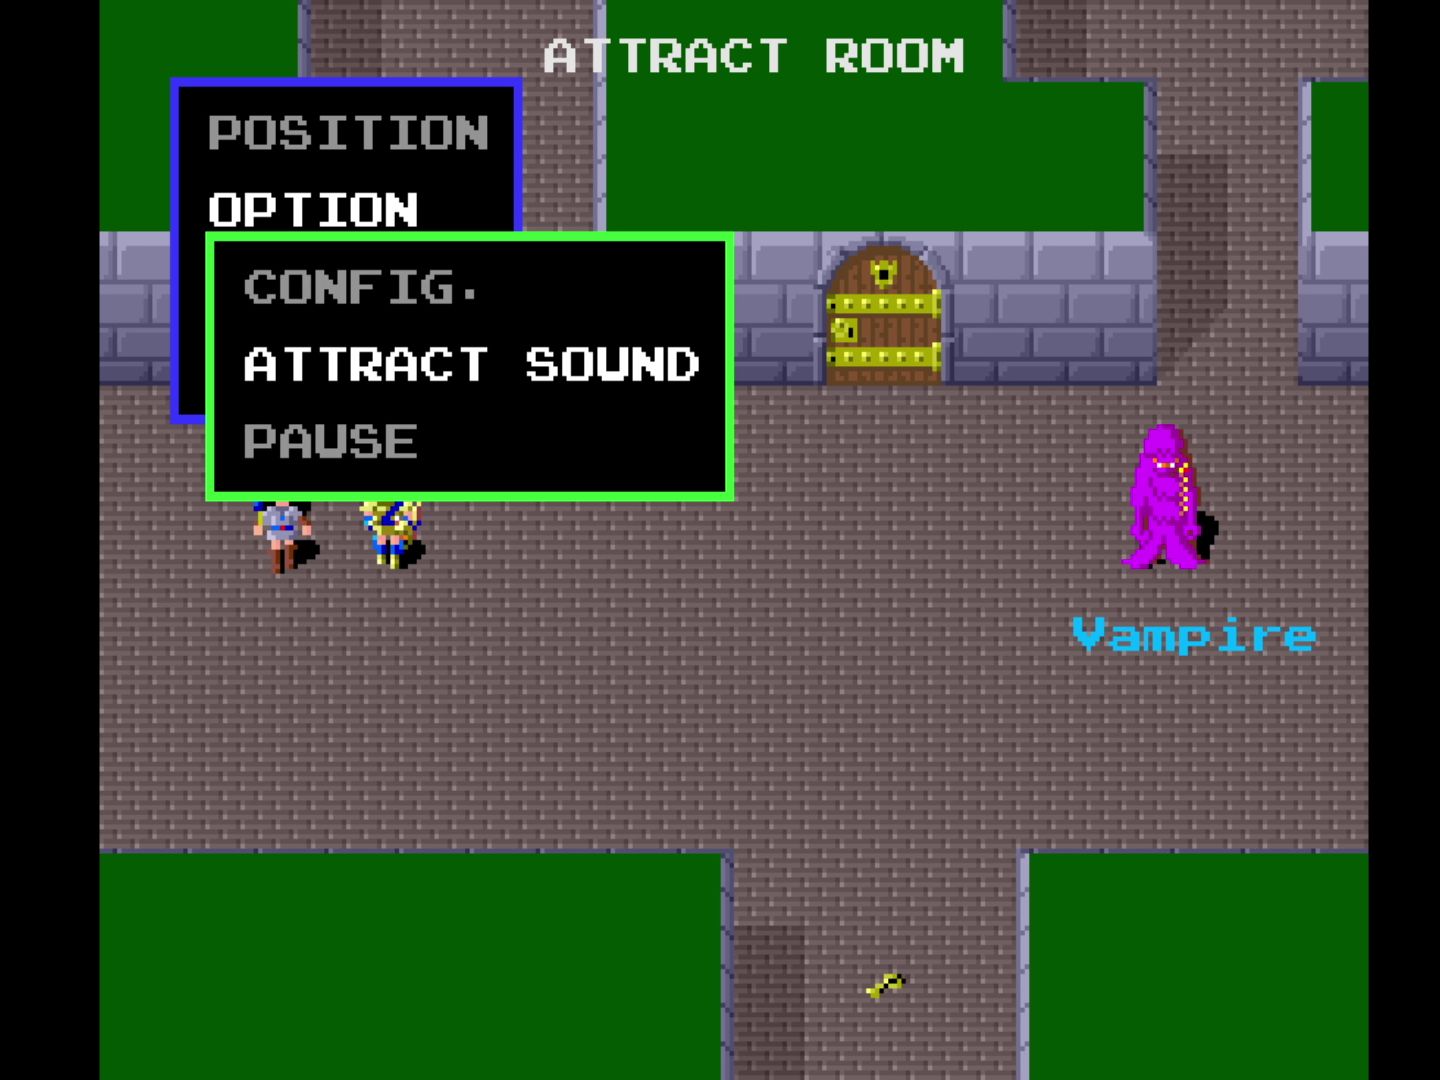 ATTRACT ROOM
POSITION
OPTION
CONFIG.
ATTRACT SOUND
PAUSE
Vampire